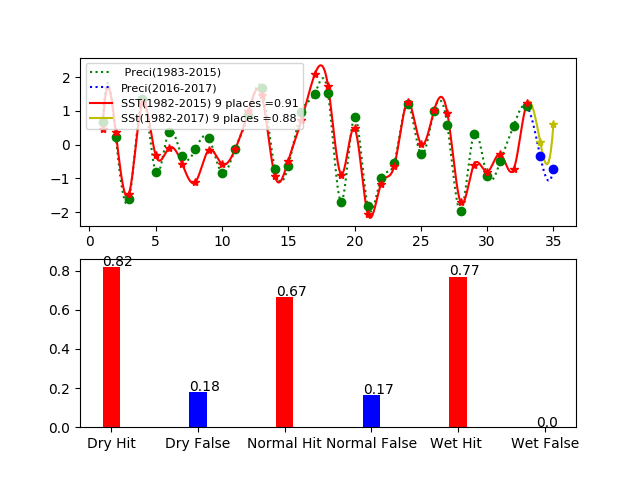 Preci(1983-2015)
Preci(2016-2017)
SST(1982-2015) 9 places =0.91
SSt(1982-2017) 9 places =0.88
2
1
0
−1
−2
0 5 10 15 20 25 30 35
0.8
0.6
0.4
0.2
0.0
0.82
0.18
0.67
0.17
0.77
0.0
Dry Hit Dry False Normal Hit Normal False Wet Hit Wet False